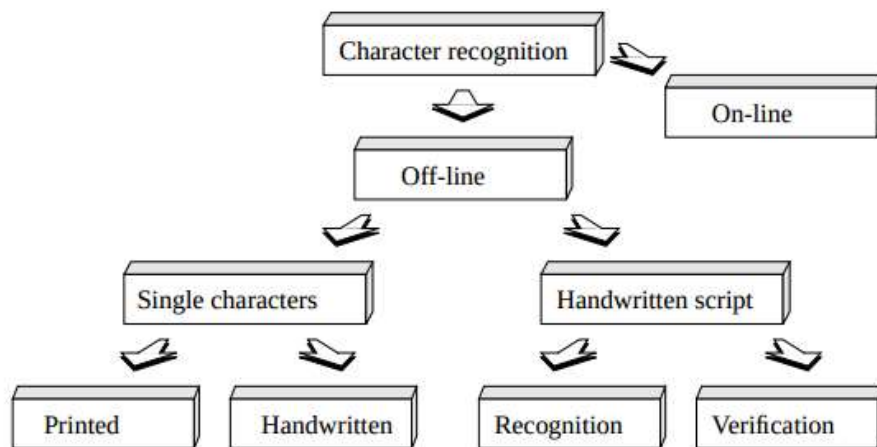 Character recognition
On-line
Off-line
Single characters
Handwritten script
Printed
Handwritten
Recognition
Verification